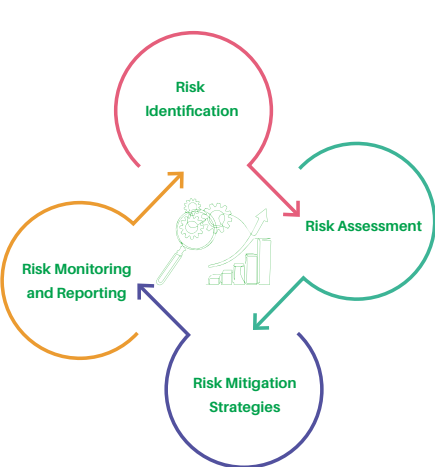 Risk
Identification
Risk Assessment
Risk Monitoring
and Reporting
Risk Mitigation
Strategies